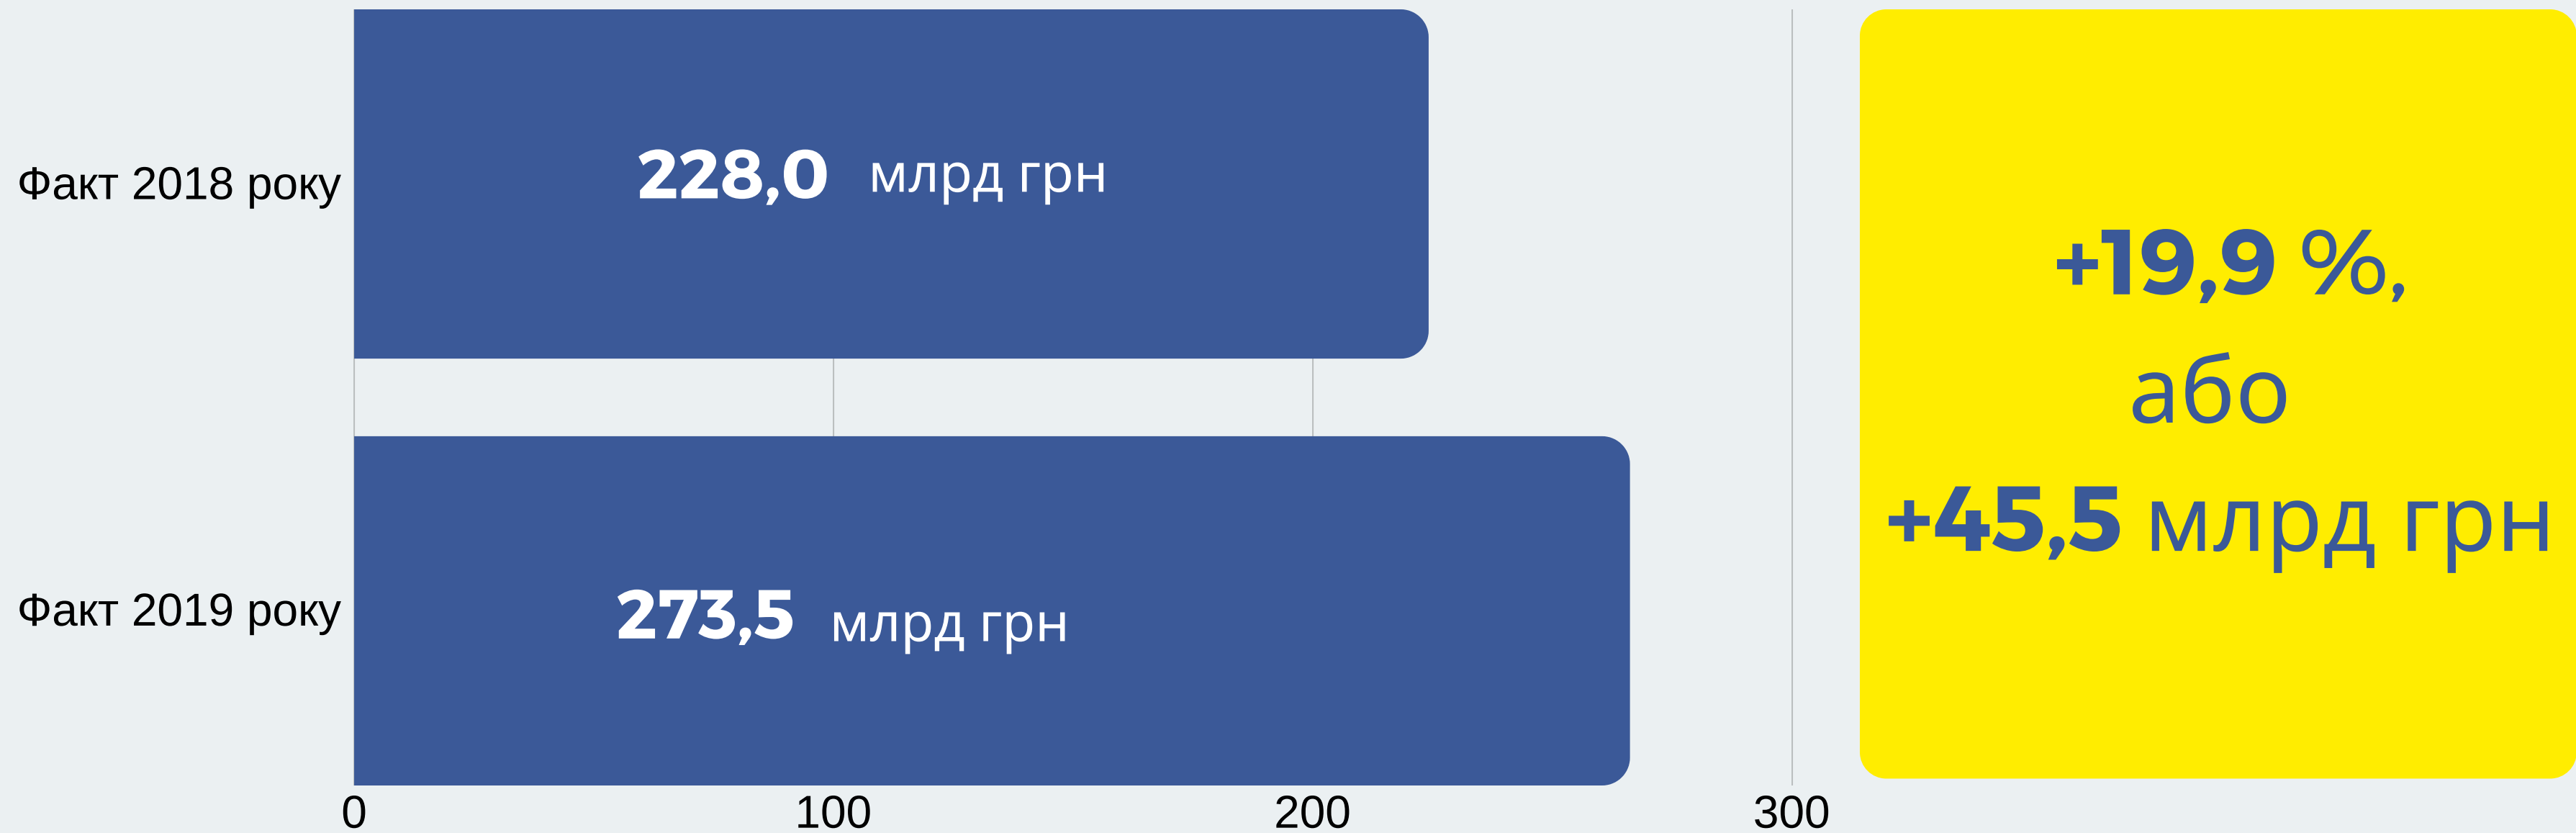 Факт 2018 року
228,0 млрд грн
Факт 2019 року
273,5 млрд грн
0 100 200 300
+19,9 %,
або
+45,5 млрд грн